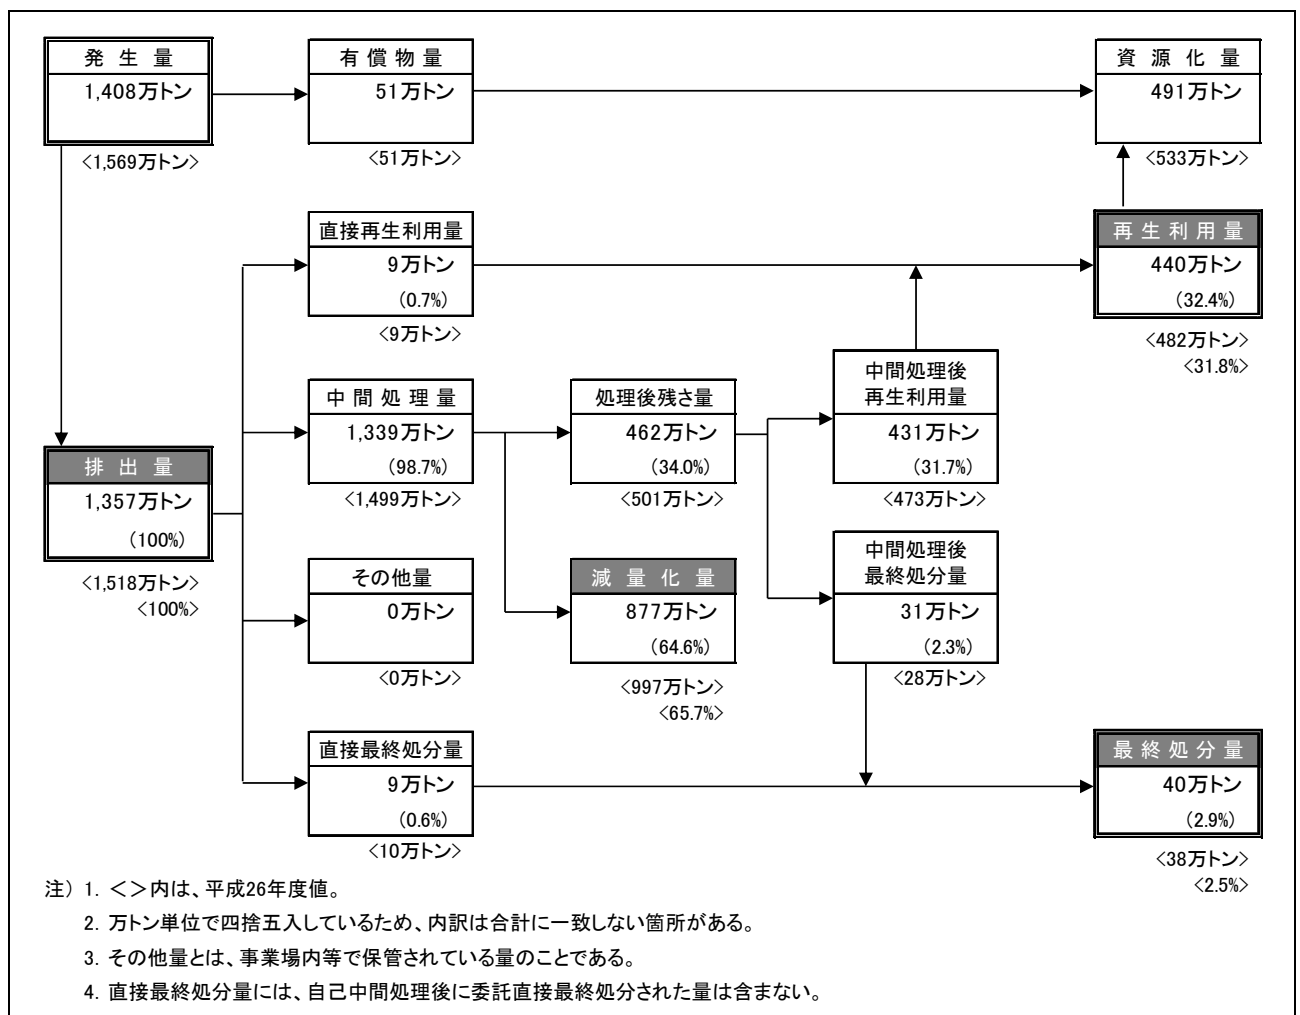 発生量
1,408万トン
<1,569万トン>
有償物量
51万トン
<51万トン>
資源化量
491万トン
<533万トン>
直接再生利用量
9万トン
(0.7%)
<9万トン>
再生利用量
440万トン
(32.4%)
<482万トン>
<31.8%>
中間処理量
1,339万トン
(98.7%)
<1,499万トン>
処理後残さ量
462万トン
(34.0%)
<501万トン>
中間処理後
再生利用量
431万トン
(31.7%)
<473万トン>
排出量
1,357万トン
(100%)
<1,518万トン>
<100%>
その他量
0万トン
<0万トン>
減量化量
877万トン
(64.6%)
<997万トン>
<65.7%>
中間処理後
最終処分量
31万トン
(2.3%)
<28万トン>
直接最終処分量
9万トン
(0.6%)
<10万トン>
最終処分量
40万トン
(2.9%)
<38万トン>
<2.5%>
注) 1. <>内は、平成26年度値。
2. 万トン単位で四捨五入しているため、内訳は合計に一致しない箇所がある。
3. その他量とは、事業場内等で保管されている量のことである。
4. 直接最終処分量には、自己中間処理後に委託直接最終処分された量は含まない。